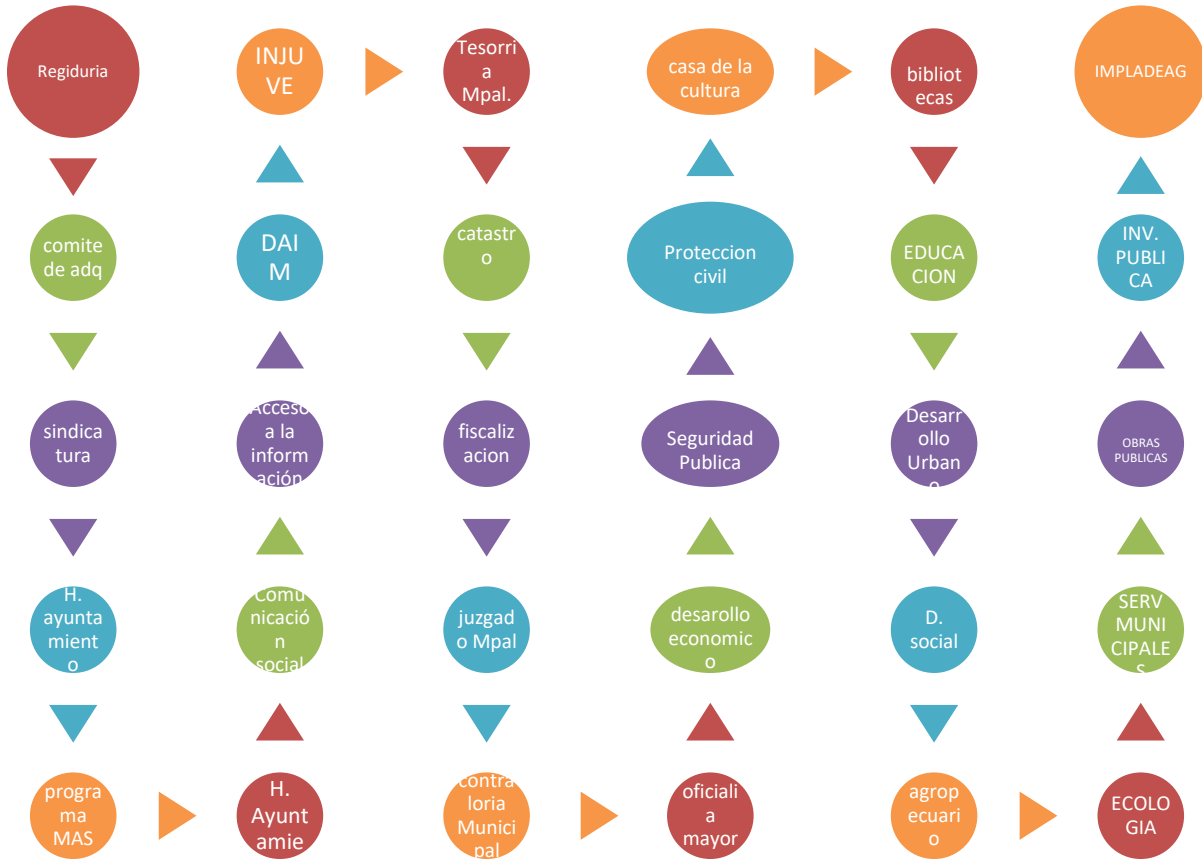 Regiduria
comite
de adq
sindica
tura
H.
ayunta
mient
o
progra
ma
MAS
H.
Ayunt
amie
Comu
nicació
n
social
Acceso
a la
inform
ación
DAI
M
INJU
VE
Tesorri
a
Mpal.
catastr
o
fiscaliz
acion
juzgad
o Mpal
contra
loria
Munici
pal
oficiali
a
mayor
desarollo
economic
o
Seguridad
Publica
Proteccion
civil
casa de la
cultura
bibliot
ecas
EDUCA
CION
Desarr
ollo
Urban
o
D.
social
agrop
ecuari
o
ECOLO
GIA
SERV
MUNI
CIPALE
S
OBRAS
PUBLICAS
INV.
PUBLI
CA
IMPLADEAG